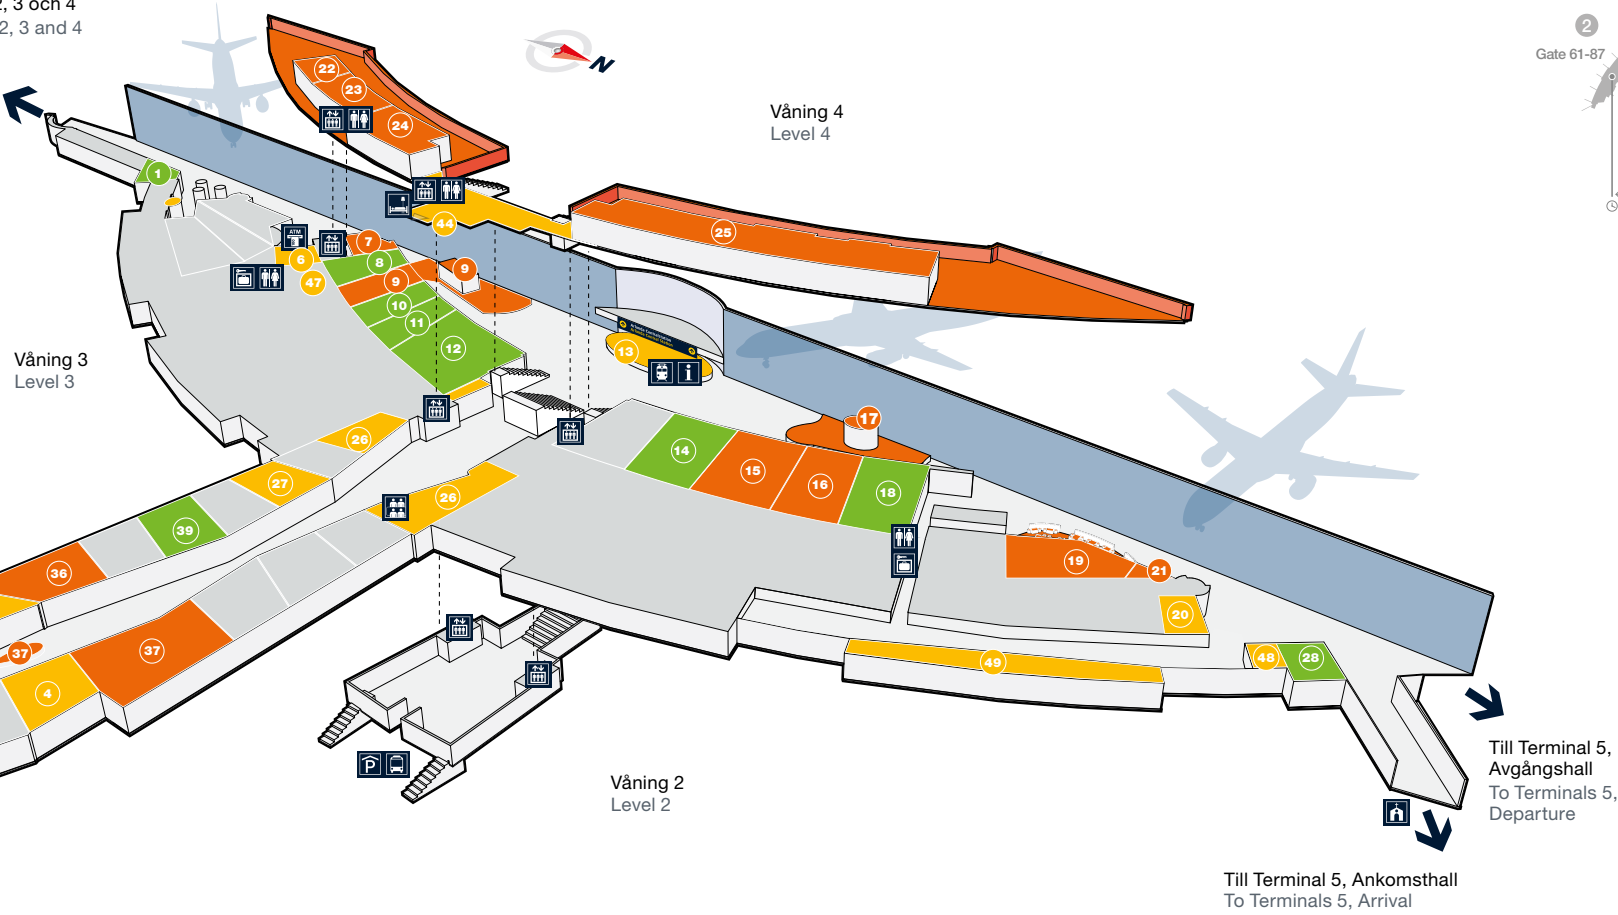 2, 3 och 4
2, 3 and 4
N
2
Gate 61-87
Våning 4
Level 4
22
23
24
1
44
25
ATM
7
6
8
47
9
9
10
11
12
13
i
Våning 3
Level 3
17
26
14
15
16
18
27
26
39
36
19
21
20
37
37
4
49
48
28
P
Våning 2
Level 2
Till Terminal 5,
Avgångshall
To Terminals 5,
Departure
Till Terminal 5, Ankomsthall
To Terminals 5, Arrival